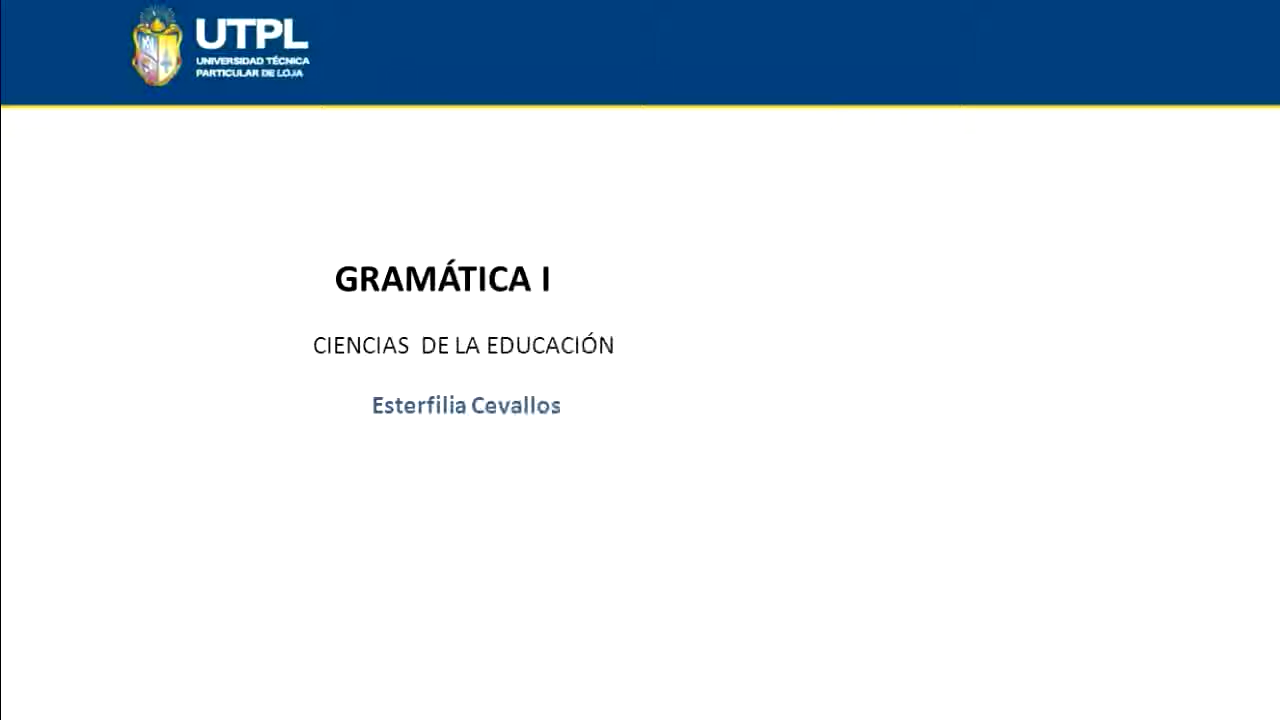 UTPL
UNIVERSIDAD TÉCNICA
PARTICULAR DE LOJA
GRAMÁTICA I
CIENCIAS DE LA EDUCACIÓN
Esterfilia Cevallos